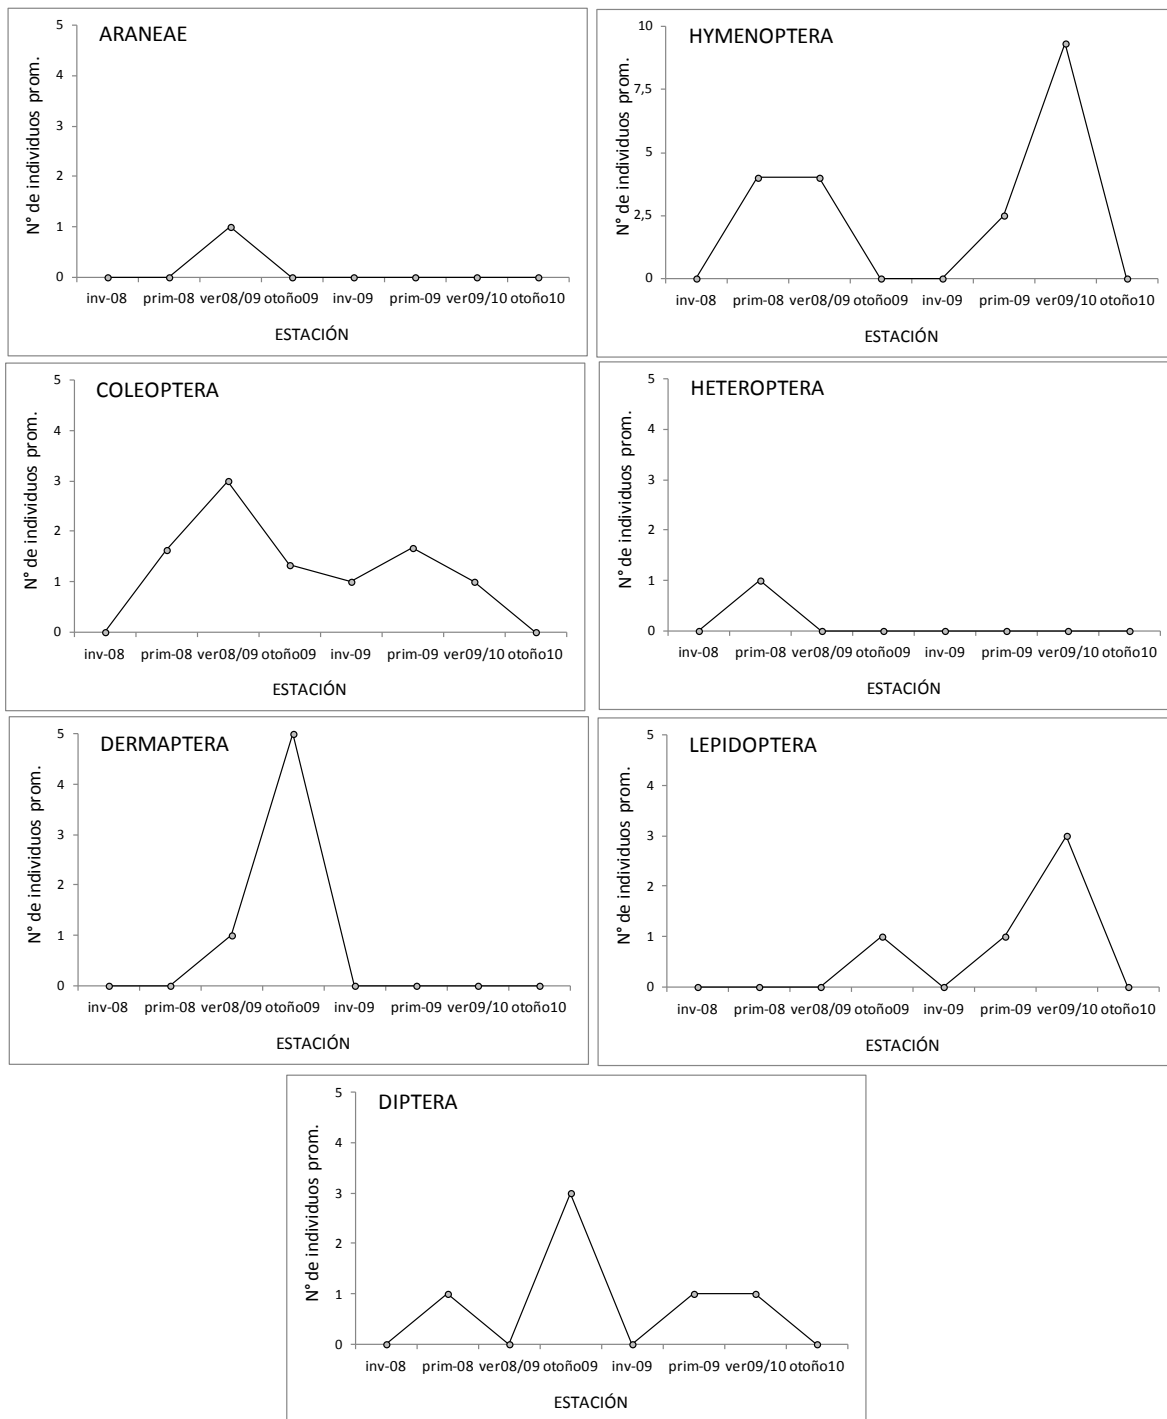 ARANEAE
N° de individuos prom.
5
4
3
2
1
0
inv-08 prim-08 ver08/09 otoño09 inv-09 prim-09 ver09/10 otoño10
ESTACIÓN
HYMENOPTERA
N° de individuos prom.
10
7,5
5
2,5
0
inv-08 prim-08 ver08/09 otoño09 inv-09 prim-09 ver09/10 otoño10
ESTACIÓN
COLEOPTERA
N° de individuos prom.
5
4
3
2
1
0
inv-08 prim-08 ver08/09 otoño09 inv-09 prim-09 ver09/10 otoño10
ESTACIÓN
HETEROPTERA
N° de individuos prom.
5
4
3
2
1
0
inv-08 prim-08 ver08/09 otoño09 inv-09 prim-09 ver09/10 otoño10
ESTACIÓN
DERMAPTERA
N° de individuos prom.
5
4
3
2
1
0
inv-08 prim-08 ver08/09 otoño09 inv-09 prim-09 ver09/10 otoño10
ESTACIÓN
LEPIDOPTERA
N° de individuos prom.
5
4
3
2
1
0
inv-08 prim-08 ver08/09 otoño09 inv-09 prim-09 ver09/10 otoño10
ESTACIÓN
DIPTERA
N° de individuos prom.
5
4
3
2
1
0
inv-08 prim-08 ver08/09 otoño09 inv-09 prim-09 ver09/10 otoño10
ESTACIÓN